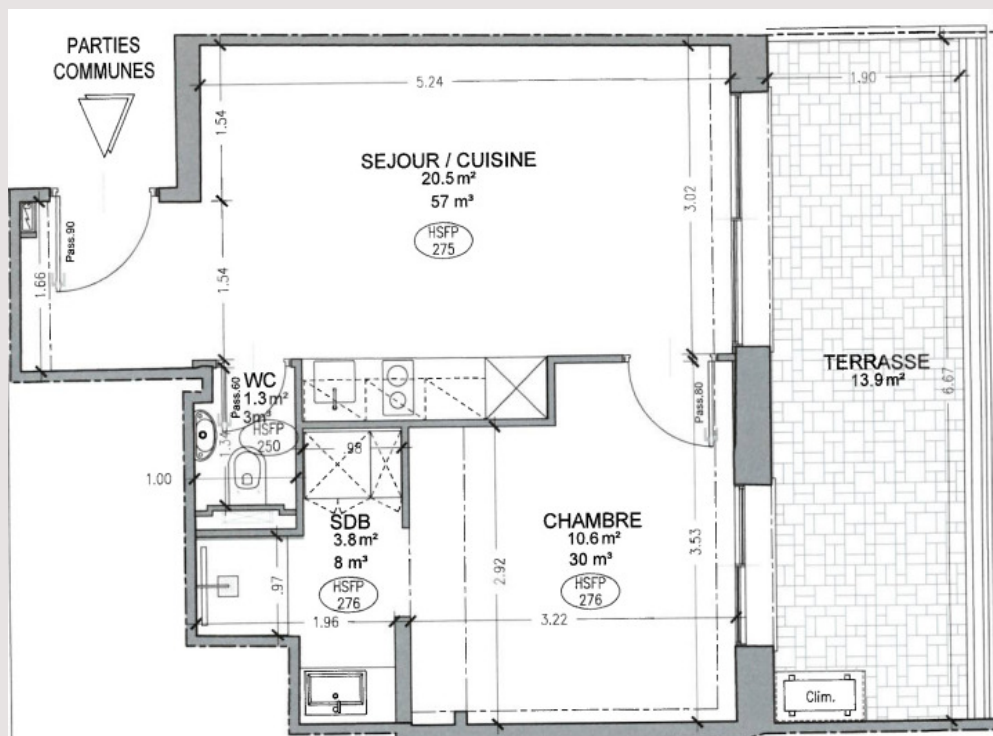 PARTIES
COMMUNES
5.24
1.90
1.54
SEJOUR / CUISINE
20.5 m²
57 m³
HSFP
275
3.02
Pass.90
1.66
1.54
TERRASSE
13.9 m²
6.67
WC
1.3 m²
3m³
HSFP
250
Pass.60
1.34
Pass.80
.98
1.00
SDB
3.8 m²
8 m³
HSFP
276
CHAMBRE
10.6 m²
30 m³
HSFP
276
2.92
3.53
.97
1.96
3.22
Clim.